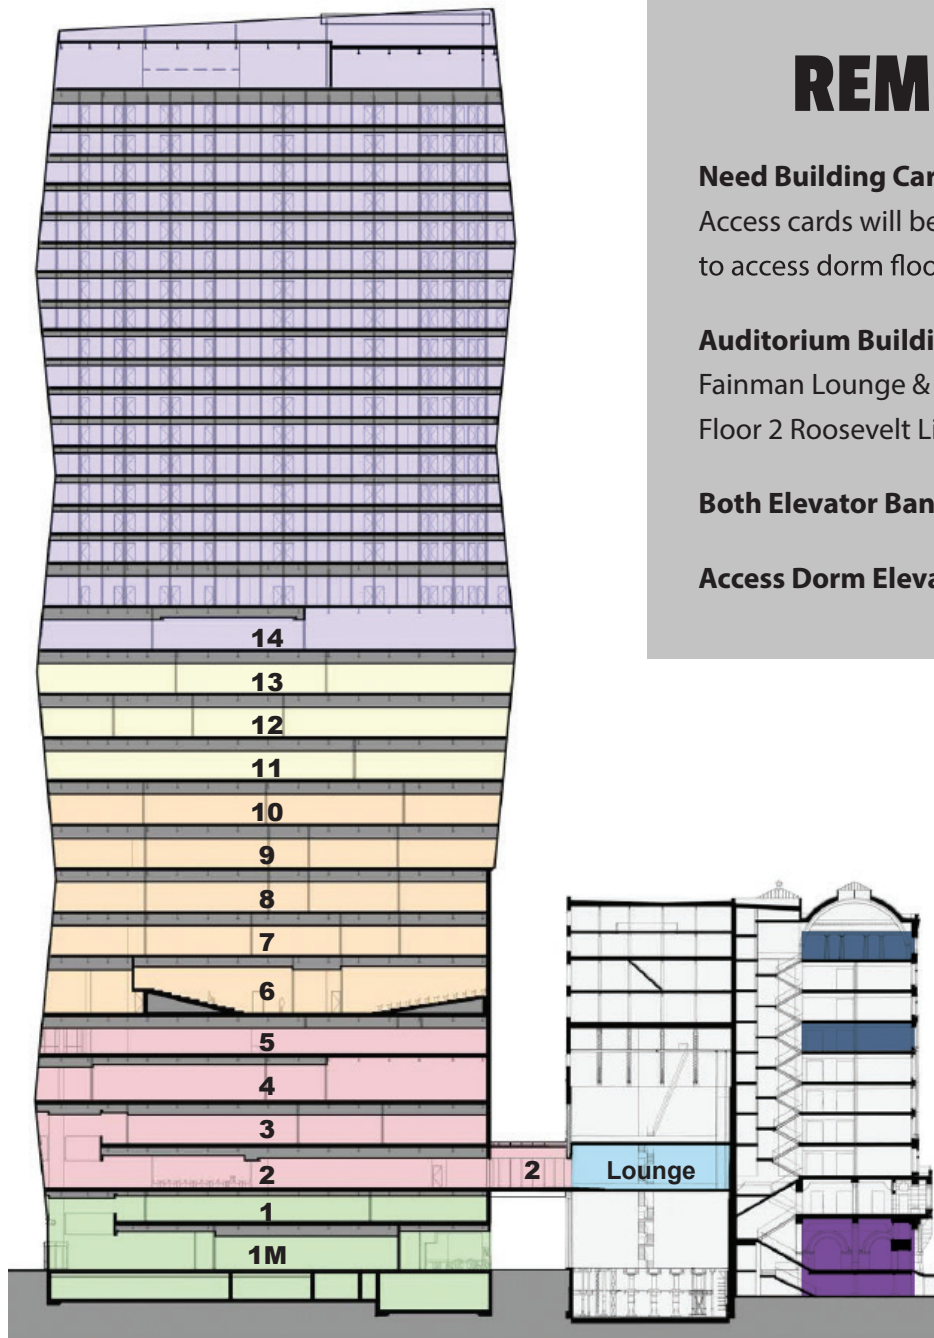 REM
Need Building Car
Access cards will be
to access dorm floo
Auditorium Buildi
Fainman Lounge &
Floor 2 Roosevelt Li
Both Elevator Ban
Access Dorm Eleva
14
13
12
11
10
9
8
7
6
5
4
3
2
2
Lounge
1
1M